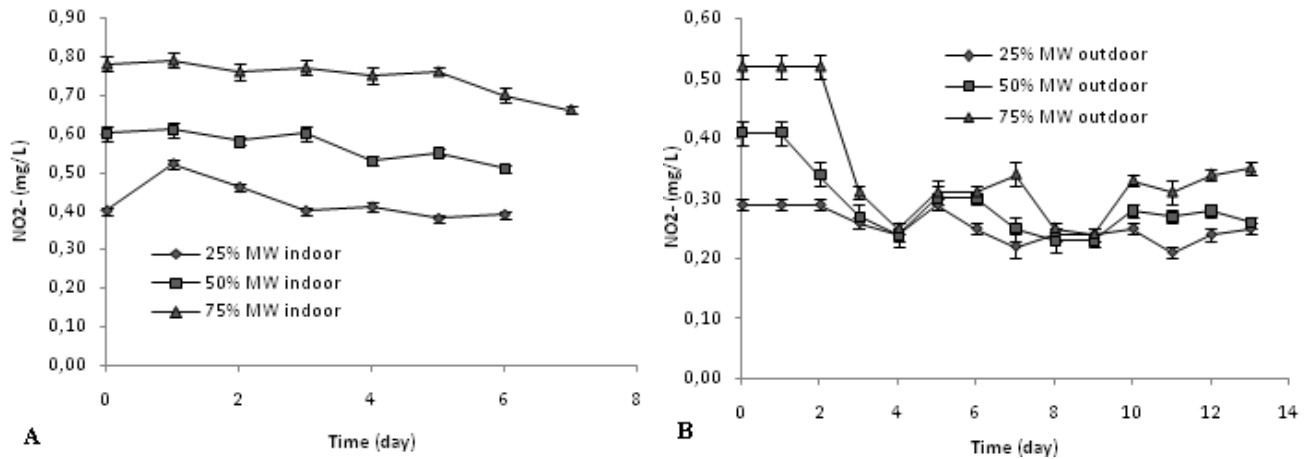 0,90
0,80
0,70
0,60
0,50
0,40
0,30
0,20
0,10
0,00
NO2- (mg/L)
25% MW indoor
50% MW indoor
75% MW indoor
0 2 4 6 8
Time (day)
A
0,60
0,50
0,40
0,30
0,20
0,10
0,00
NO2- (mg/L)
25% MW outdoor
50% MW outdoor
75% MW outdoor
0 2 4 6 8 10 12 14
Time (day)
B